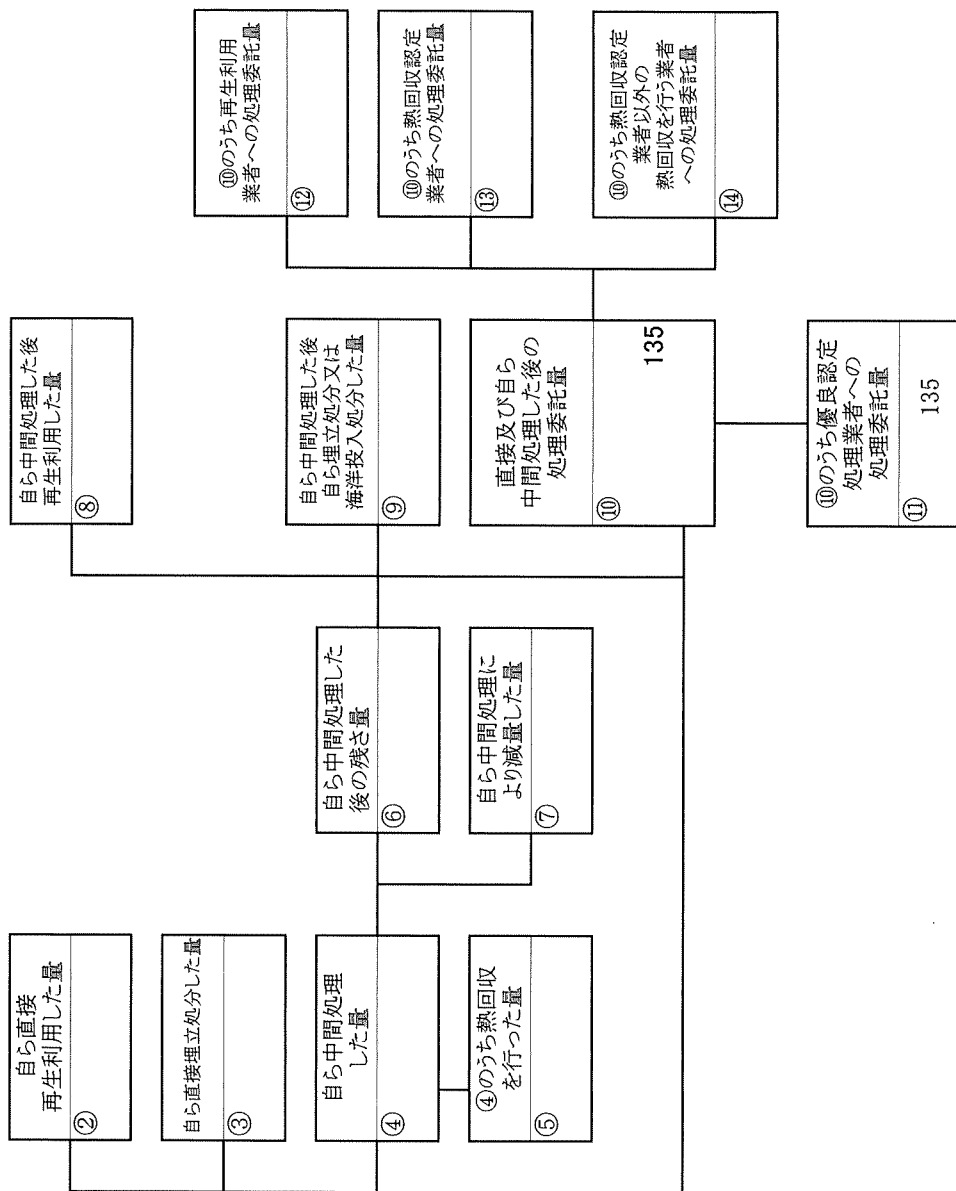 自ら直接
再生利用した量
②
自ら直接埋立処分した量
③
自ら中間処理
した量
④
④のうち熱回収
を行った量
⑤
自ら中間処理した
後の残さ量
⑥
自ら中間処理に
より減量した量
⑦
自ら中間処理した後
再生利用した量
⑧
自ら中間処理した後
自ら埋立処分又は
海洋投入処分した量
⑨
直接及び自ら
中間処理した後の
処理委託量
⑩
135
⑩のうち優良認定
処理業者への
処理委託量
⑪
135
⑩のうち再生利用
業者への処理委託量
⑫
⑩のうち熱回収認定
業者への処理委託量
⑬
⑩のうち熱回収認定
業者以外の
熱回収を行う業者
への処理委託量
⑭